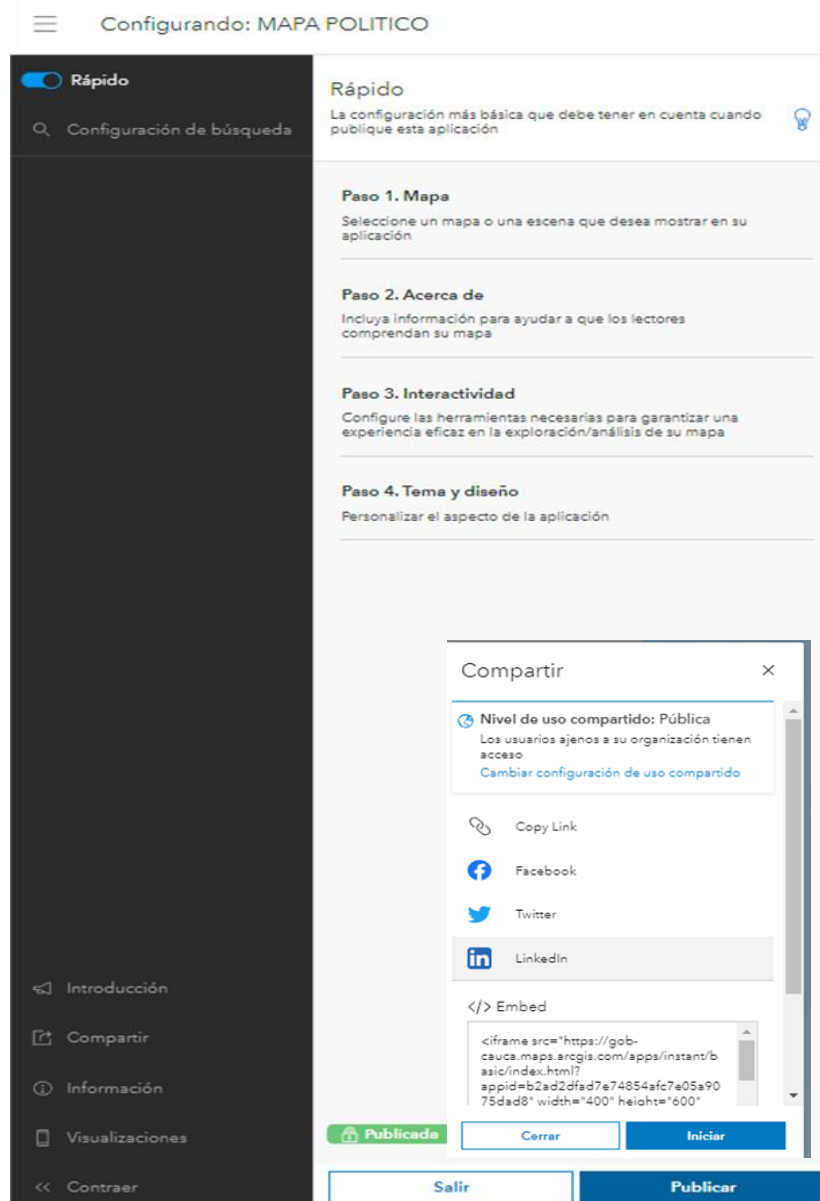 Configurando: MAPA POLITICO
Rápido
Configuración de búsqueda
Rápido
La configuración más básica que debe tener en cuenta cuando
publique esta aplicación
Paso 1. Mapa
Seleccione un mapa o una escena que desea mostrar en su
aplicación
Paso 2. Acerca de
Incluya información para ayudar a que los lectores
comprendan su mapa
Paso 3. Interactividad
Configure las herramientas necesarias para garantizar una
experiencia eficaz en la exploración/análisis de su mapa
Paso 4. Tema y diseño
Personalizar el aspecto de la aplicación
Compartir
Nivel de uso compartido: Pública
Los usuarios ajenos a su organización tienen
acceso
Cambiar configuración de uso compartido
Copy Link
Facebook
Twitter
LinkedIn
</> Embed
<iframe src="https://gob-
cauca.maps.arcgis.com/apps/instant/b
asic/index.html?
appid=b2ad2dfad7e74854afc7e05a90
75dad8" width="400" height="600"
Cerrar
Iniciar
Introducción
Compartir
Información
Visualizaciones
Contraer
Publicada
Salir
Publicar